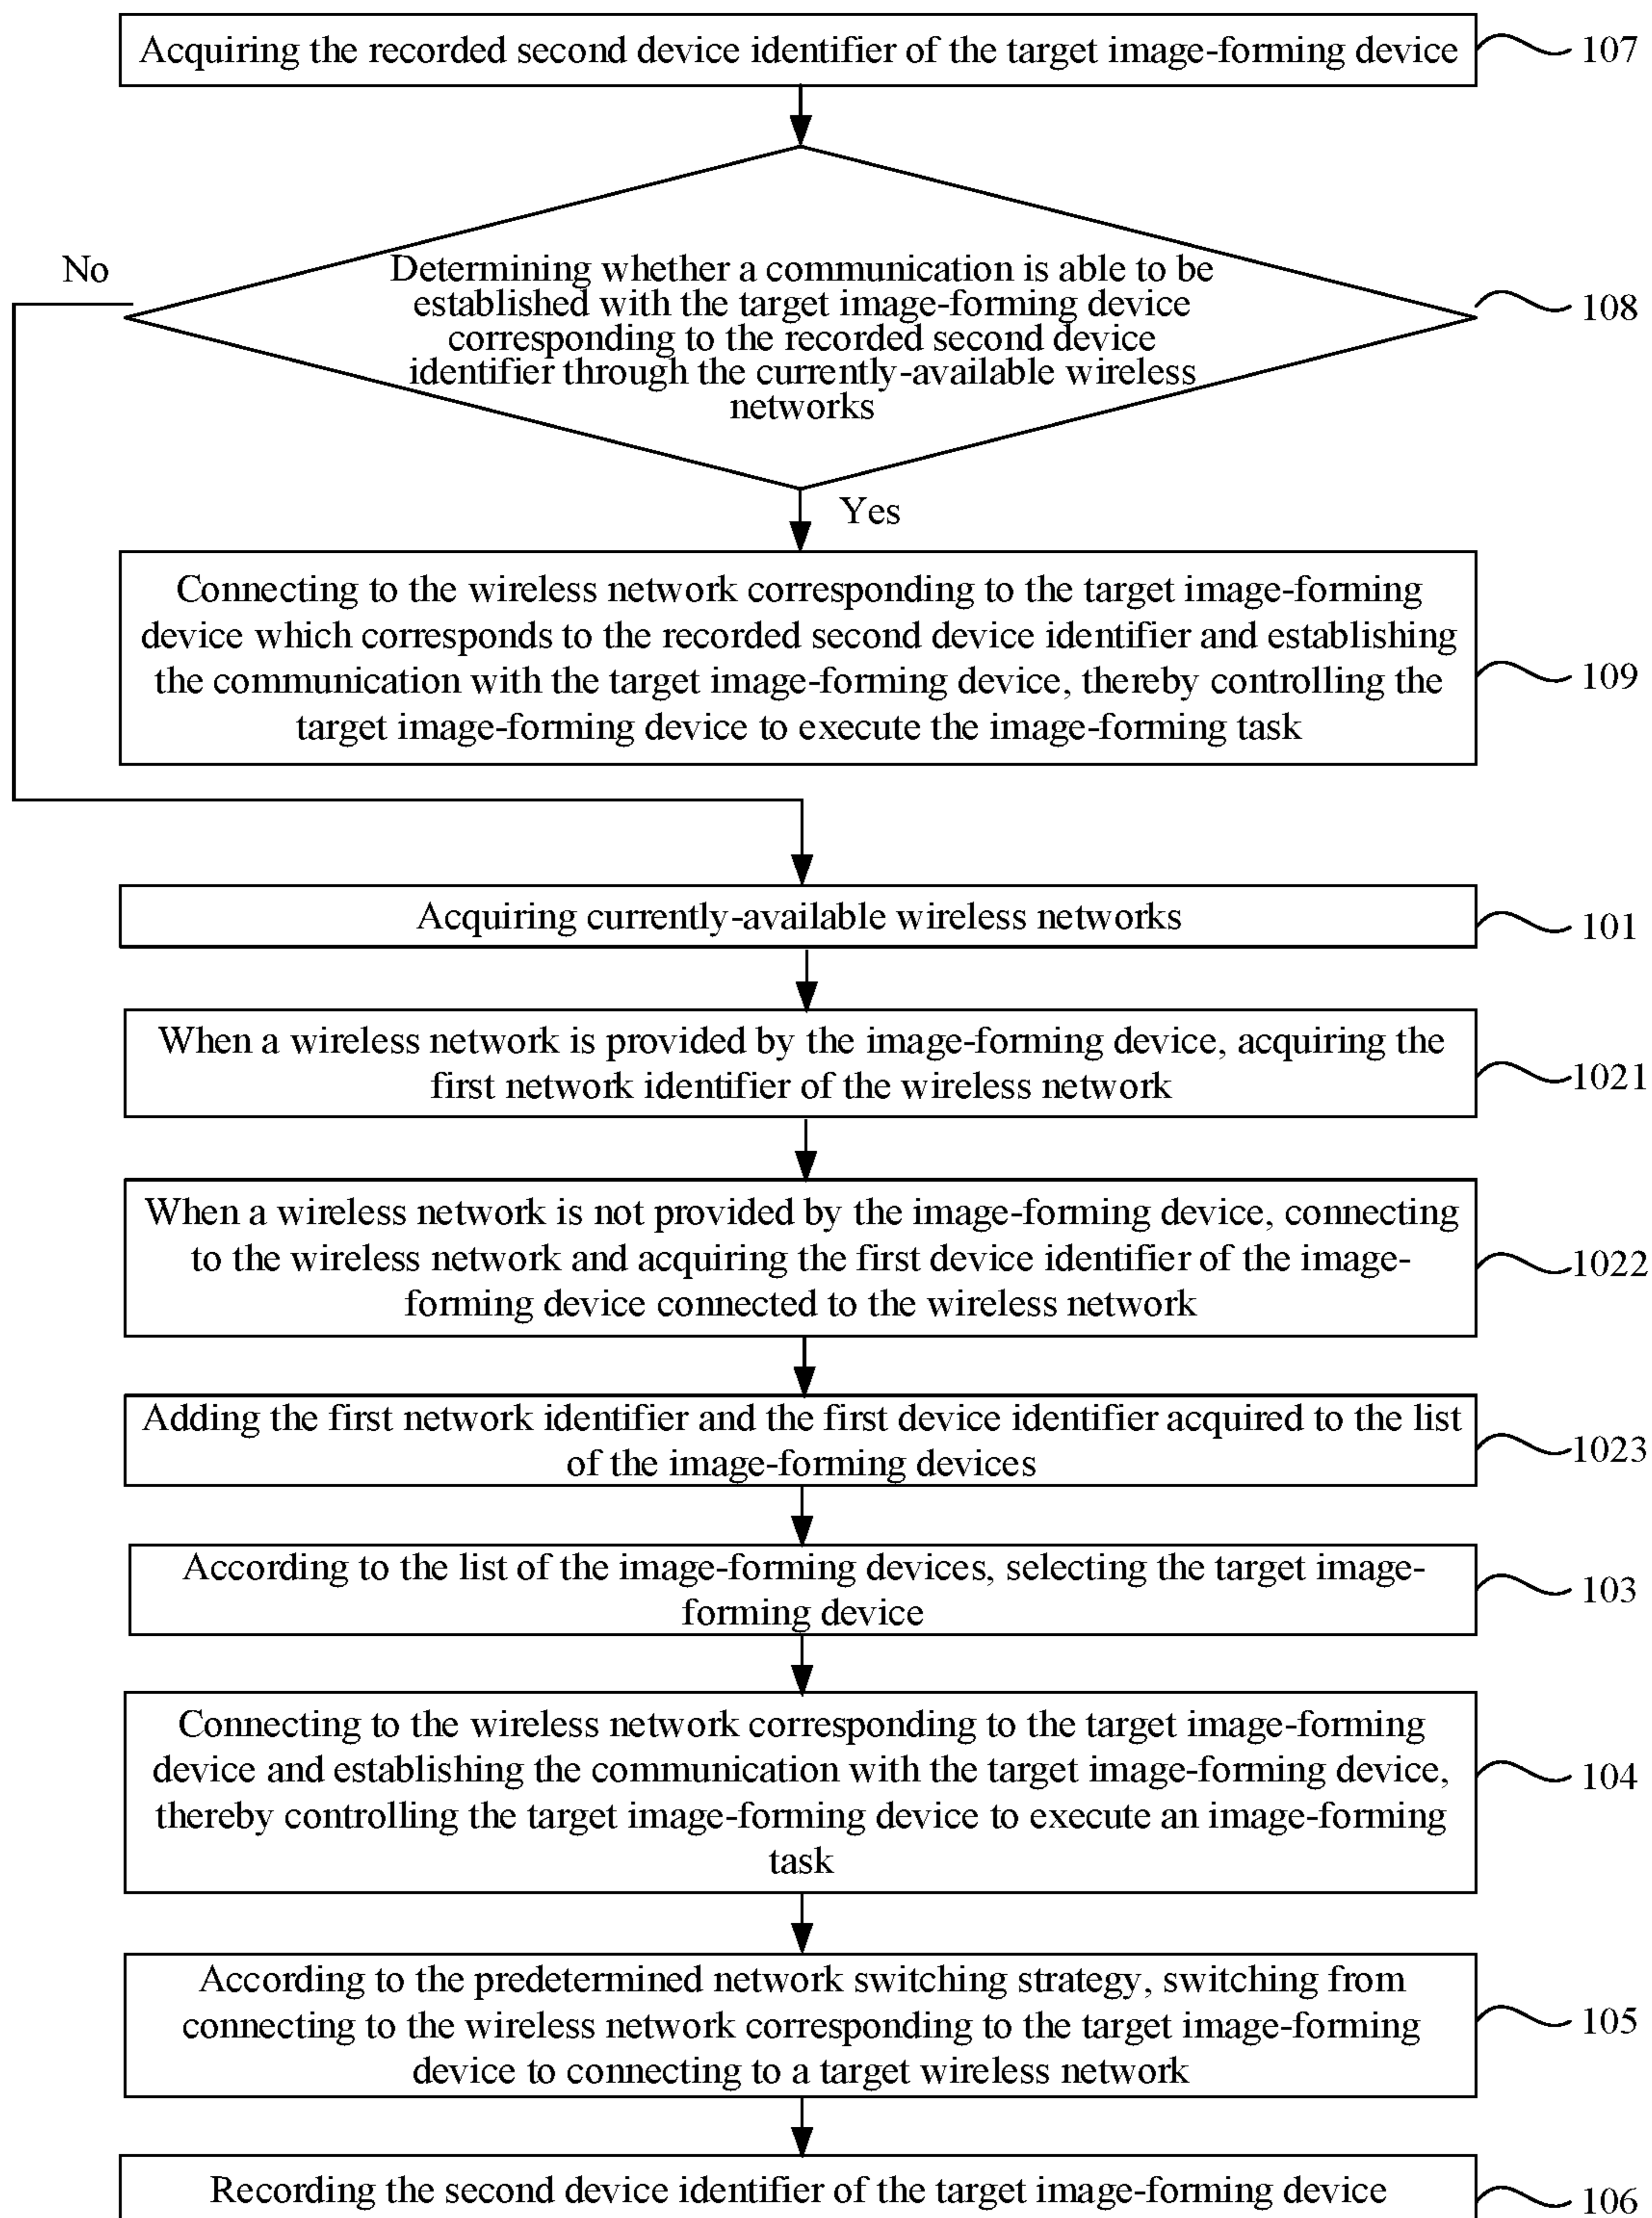 Acquiring the recorded second device identifier of the target image-forming device
107
No
Determining whether a communication is able to be
established with the target image-forming device
corresponding to the recorded second device
identifier through the currently-available wireless
networks
108
Yes
Connecting to the wireless network corresponding to the target image-forming
device which corresponds to the recorded second device identifier and establishing
the communication with the target image-forming device, thereby controlling the
target image-forming device to execute the image-forming task
109
Acquiring currently-available wireless networks
101
When a wireless network is provided by the image-forming device, acquiring the
first network identifier of the wireless network
1021
When a wireless network is not provided by the image-forming device, connecting
to the wireless network and acquiring the first device identifier of the image-
forming device connected to the wireless network
1022
Adding the first network identifier and the first device identifier acquired to the list
of the image-forming devices
1023
According to the list of the image-forming devices, selecting the target image-
forming device
103
Connecting to the wireless network corresponding to the target image-forming
device and establishing the communication with the target image-forming device,
thereby controlling the target image-forming device to execute an image-forming
task
104
According to the predetermined network switching strategy, switching from
connecting to the wireless network corresponding to the target image-forming
device to connecting to a target wireless network
105
Recording the second device identifier of the target image-forming device
106